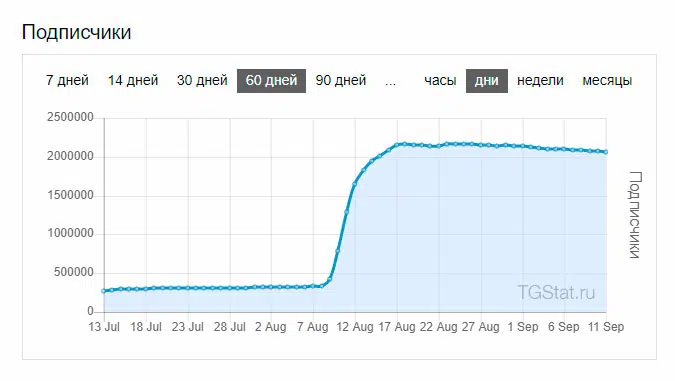 Подписчики
7 дней 14 дней 30 дней 60 дней 90 дней ... часы дни недели месяцы
2500000
2000000
1500000
1000000
500000
0
13 Jul 18 Jul 23 Jul 28 Jul 2 Aug 7 Aug 12 Aug 17 Aug 22 Aug 27 Aug 1 Sep 6 Sep 11 Sep
Подписчики
TGStat.ru